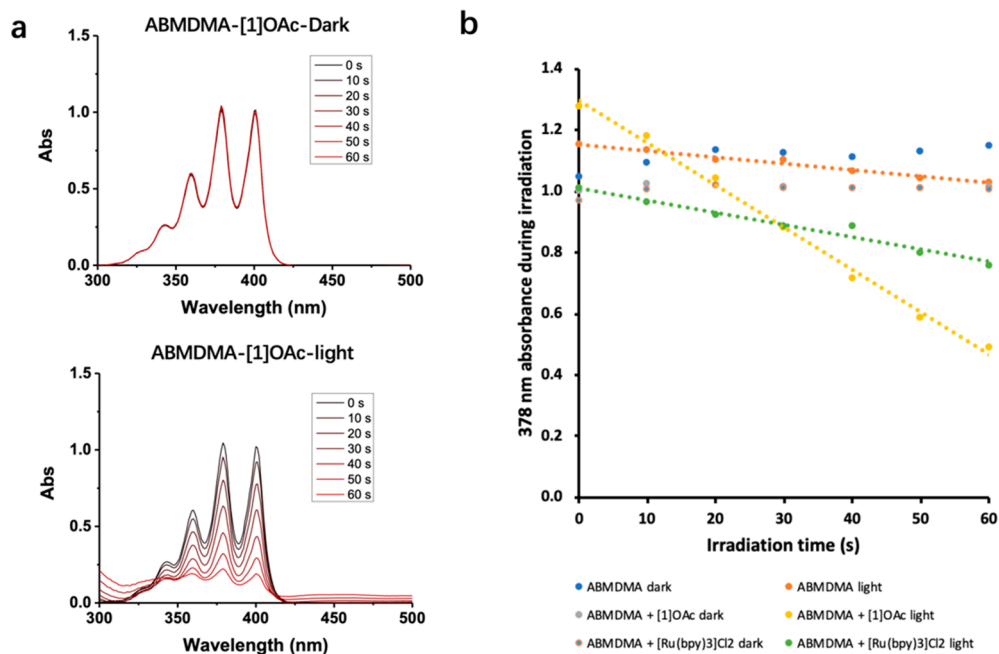 a
ABMDMA-[1]OAc-Dark
1.5
1.0
0.5
0.0
Abs
0 s
10 s
20 s
30 s
40 s
50 s
60 s
300 350 400 450 500
Wavelength (nm)
ABMDMA-[1]OAc-light
1.5
1.0
0.5
0.0
Abs
0 s
10 s
20 s
30 s
40 s
50 s
60 s
300 350 400 450 500
Wavelength (nm)
b
1.4
1.2
1.0
0.8
0.6
0.4
0.2
0.0
378 nm absorbance during irradiation
0 10 20 30 40 50 60
Irradiation time (s)
ABMDMA dark
ABMDMA light
ABMDMA + [1]OAc dark
ABMDMA + [1]OAc light
ABMDMA + [Ru(bpy)3]Cl2 dark
ABMDMA + [Ru(bpy)3]Cl2 light